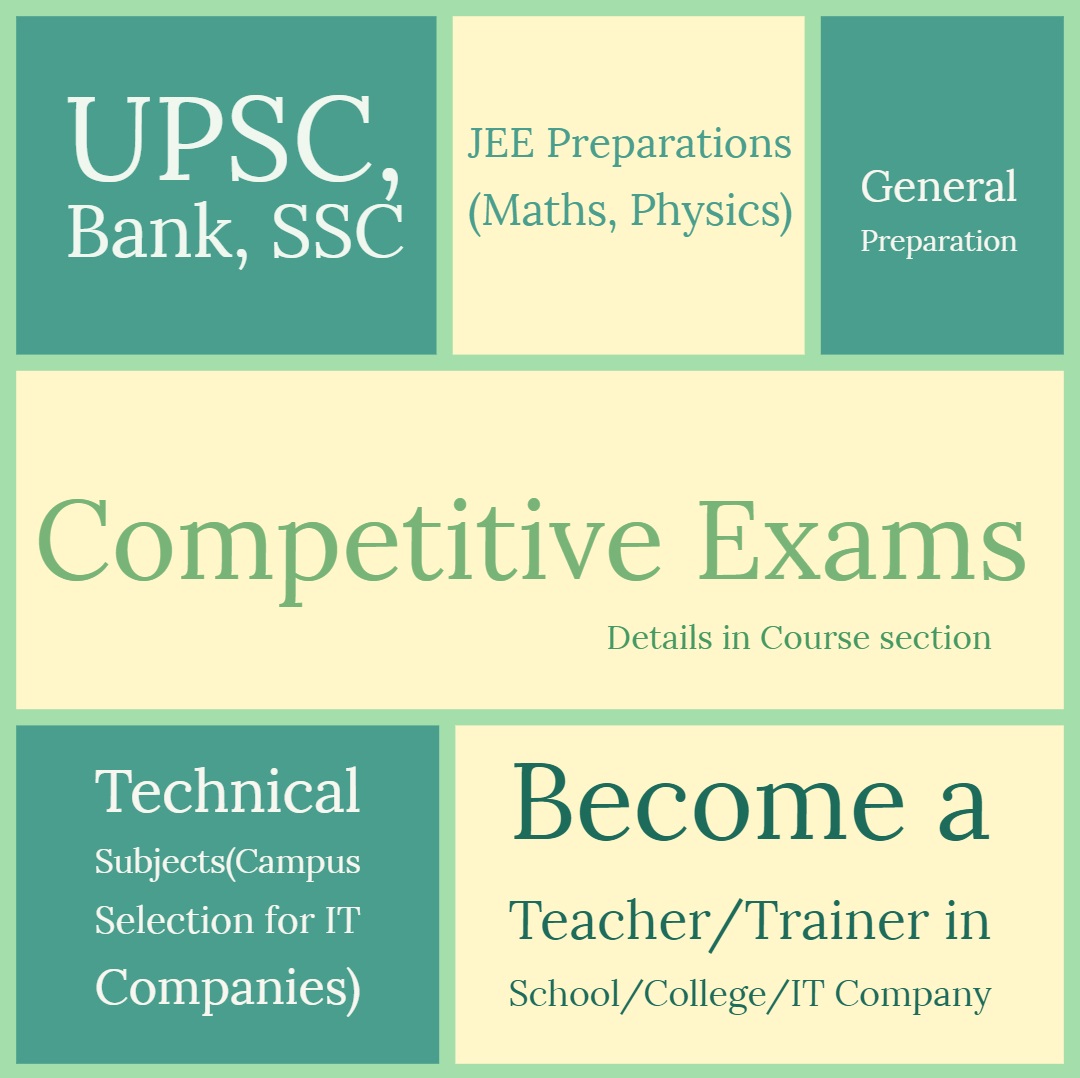 UPSC,
Bank, SSC
JEE Preparations
(Maths, Physics)
General
Preparation
Competitive Exams
Details in Course section
Technical
Subjects(Campus
Selection for IT
Companies)
Become a
Teacher/Trainer in
School/College/IT Company